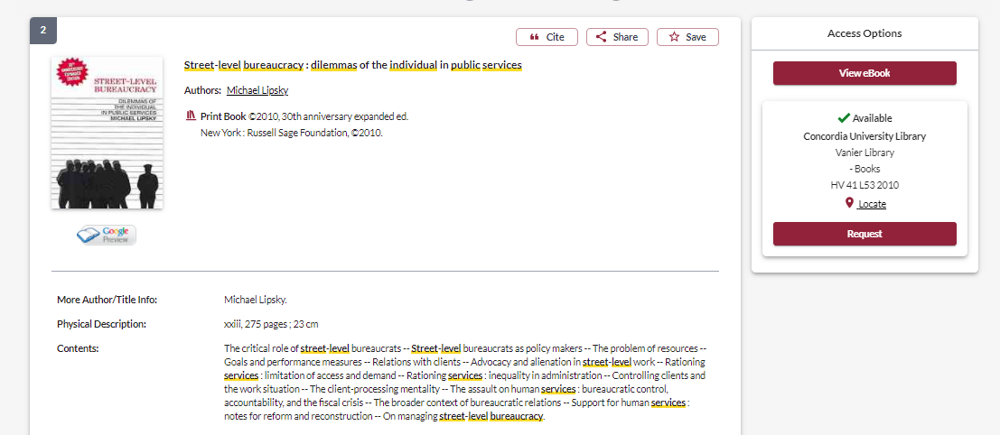 2
Cite
Share
Save
Street-level bureaucracy : dilemmas of the individual in public services
Authors: Michael Lipsky
Print Book ©2010, 30th anniversary expanded ed.
New York : Russell Sage Foundation, ©2010.
30TH
ANNIVERSARY
EXPANDED
EDITION
STREET-LEVEL
BUREAUCRACY
DILEMMAS OF
THE INDIVIDUAL
IN PUBLIC SERVICES
MICHAEL LIPSKY
Google
Preview
More Author/Title Info: Michael Lipsky.
Physical Description: xxiii, 275 pages ; 23 cm
Contents: The critical role of street-level bureaucrats -- Street-level bureaucrats as policy makers -- The problem of resources --
Goals and performance measures -- Relations with clients -- Advocacy and alienation in street-level work -- Rationing
services : limitation of access and demand -- Rationing services : inequality in administration -- Controlling clients and
the work situation -- The client-processing mentality -- The assault on human services : bureaucratic control,
accountability, and the fiscal crisis -- The broader context of bureaucratic relations -- Support for human services :
notes for reform and reconstruction -- On managing street-level bureaucracy.
Access Options
View eBook
Available
Concordia University Library
Vanier Library
- Books
HV 41 L53 2010
Locate
Request